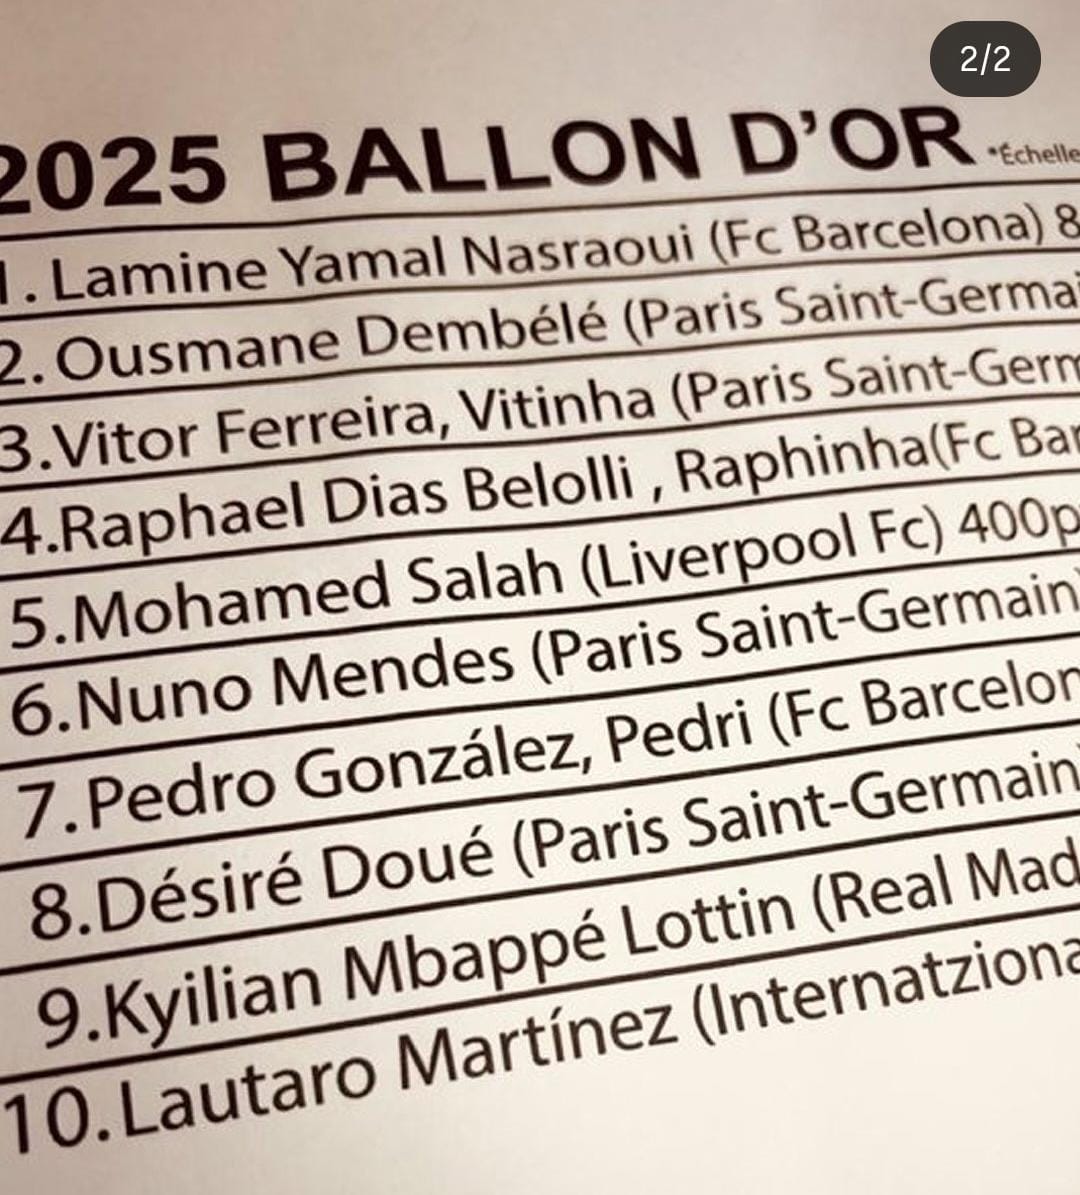 2/2
2025 BALLON D’OR *Échelle
1. Lamine Yamal Nasraoui (Fc Barcelona) 8
2. Ousmane Dembélé (Paris Saint-Germai
3.Vitor Ferreira, Vitinha (Paris Saint-Germ
4.Raphael Dias Belolli , Raphinha(Fc Bar
5.Mohamed Salah (Liverpool Fc) 400p
6.Nuno Mendes (Paris Saint-Germain)
7.Pedro González, Pedri (Fc Barcelon
8.Désiré Doué (Paris Saint-Germain)
9.Kyilian Mbappé Lottin (Real Mad
10.Lautaro Martínez (Internatziona